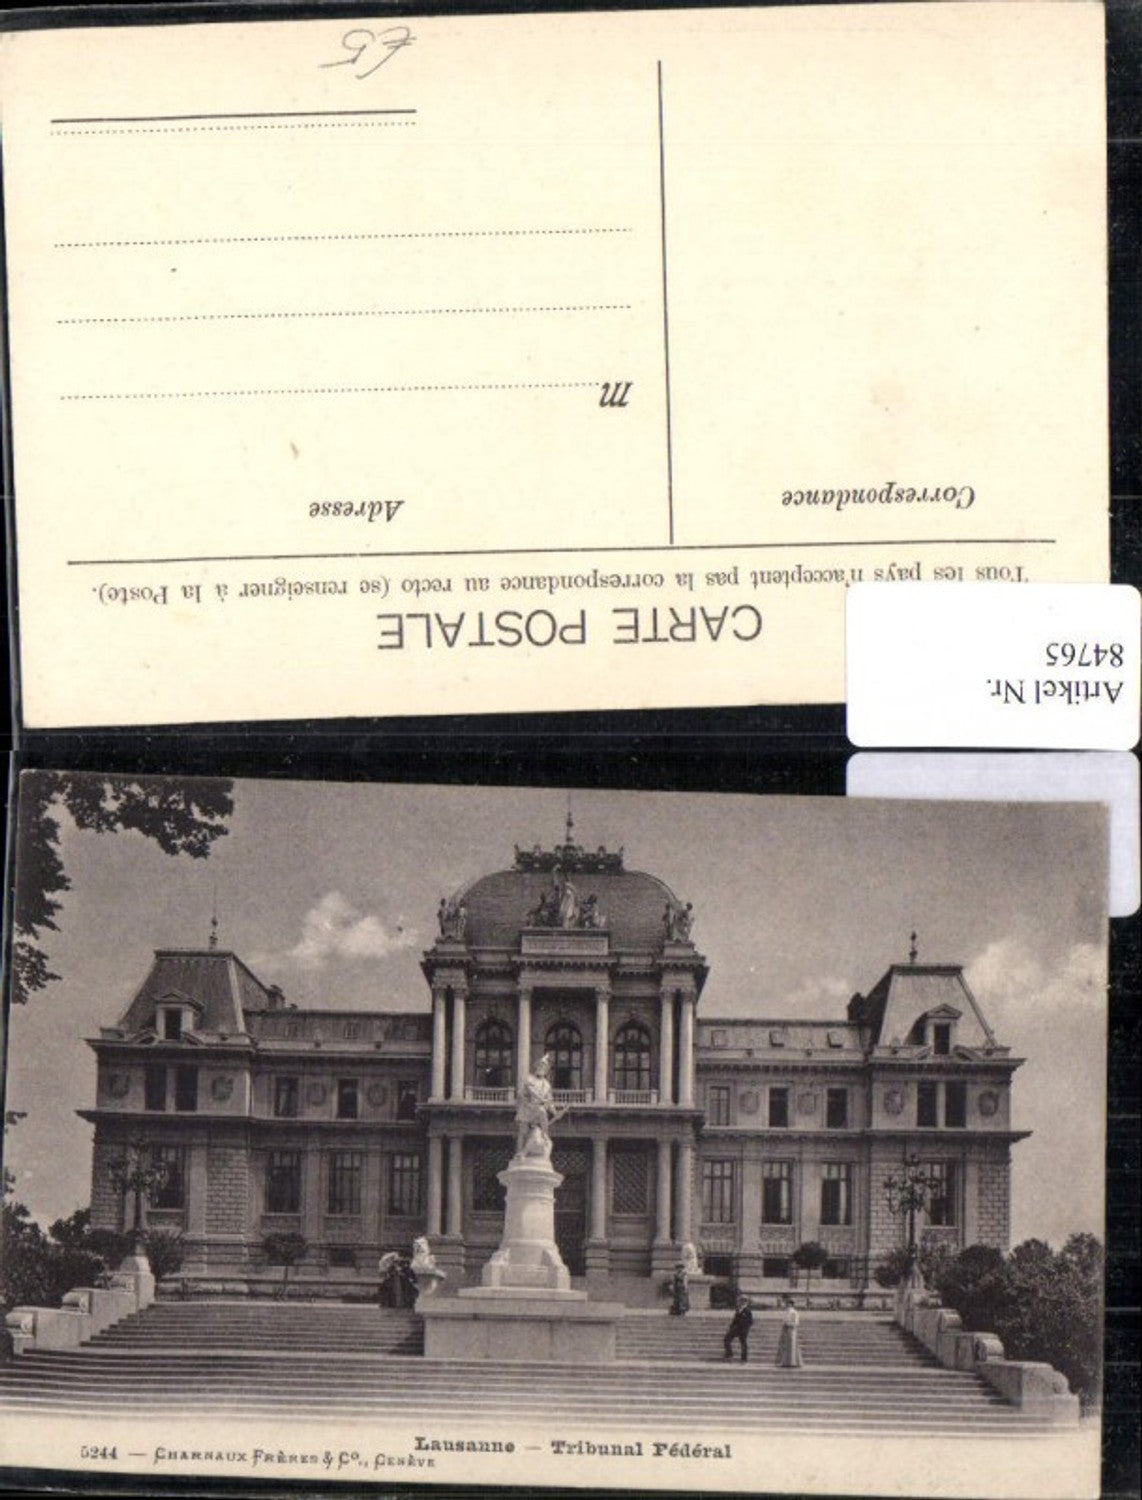 CARTE POSTALE
Tous les pays n'acceptent pas la correspondance au recto (se renseigner à la Poste).
Correspondance
Adresse
M
£5
Artikel Nr.
84765
5244 — CHARNAUX FRÈRES & Cº., GENÈVE
Lausanne — Tribunal Fédéral